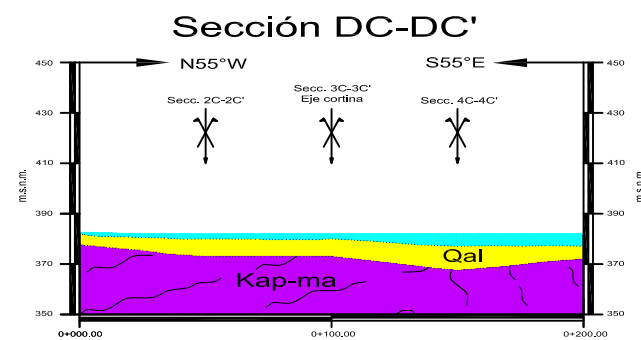 Sección DC-DC'
N55°W
S55°E
Secc. 2C-2C'
Secc. 3C-3C'
Eje cortina
Secc. 4C-4C'
450
430
410
390
370
350
m.s.n.m.
450
430
410
390
370
350
m.s.n.m.
Qal
Kap-ma
0+000.00
0+100.00
0+200.00